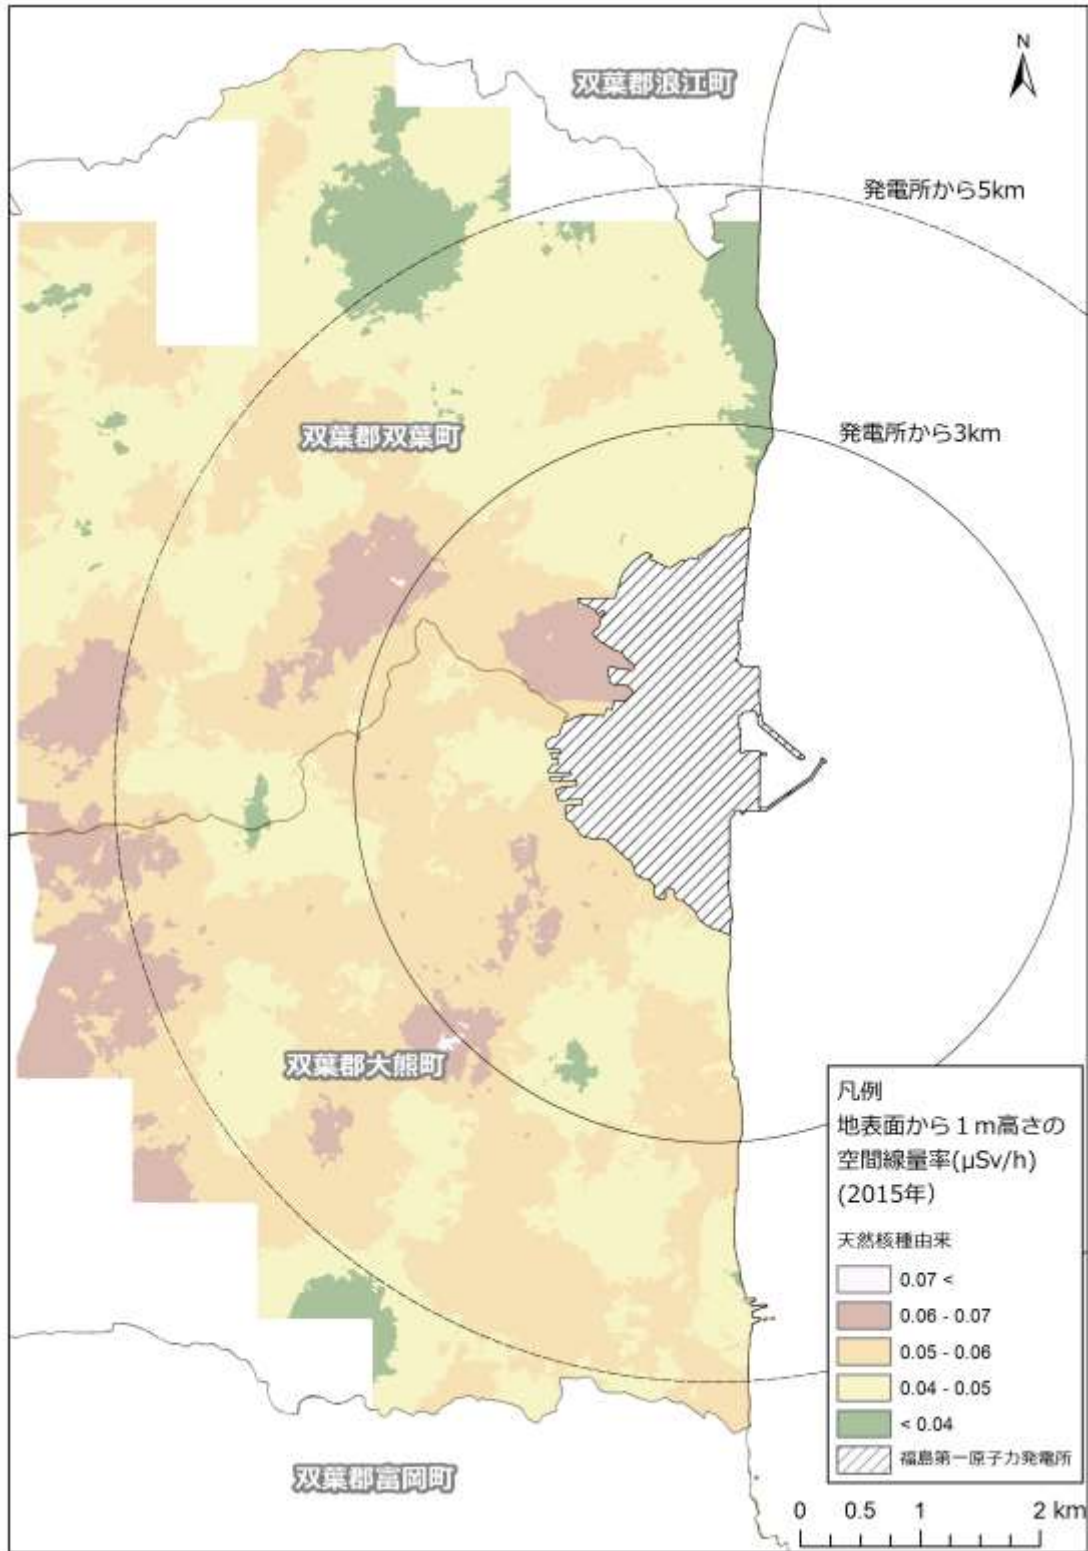 N
双葉郡浪江町
発電所から5km
発電所から3km
双葉郡双葉町
双葉郡大熊町
双葉郡富岡町
凡例
地表面から１m高さの
空間線量率(μSv/h)
(2015年）
天然核種由来
0.07 <
0.06 - 0.07
0.05 - 0.06
0.04 - 0.05
< 0.04
福島第一原子力発電所
0 0.5 1 2 km